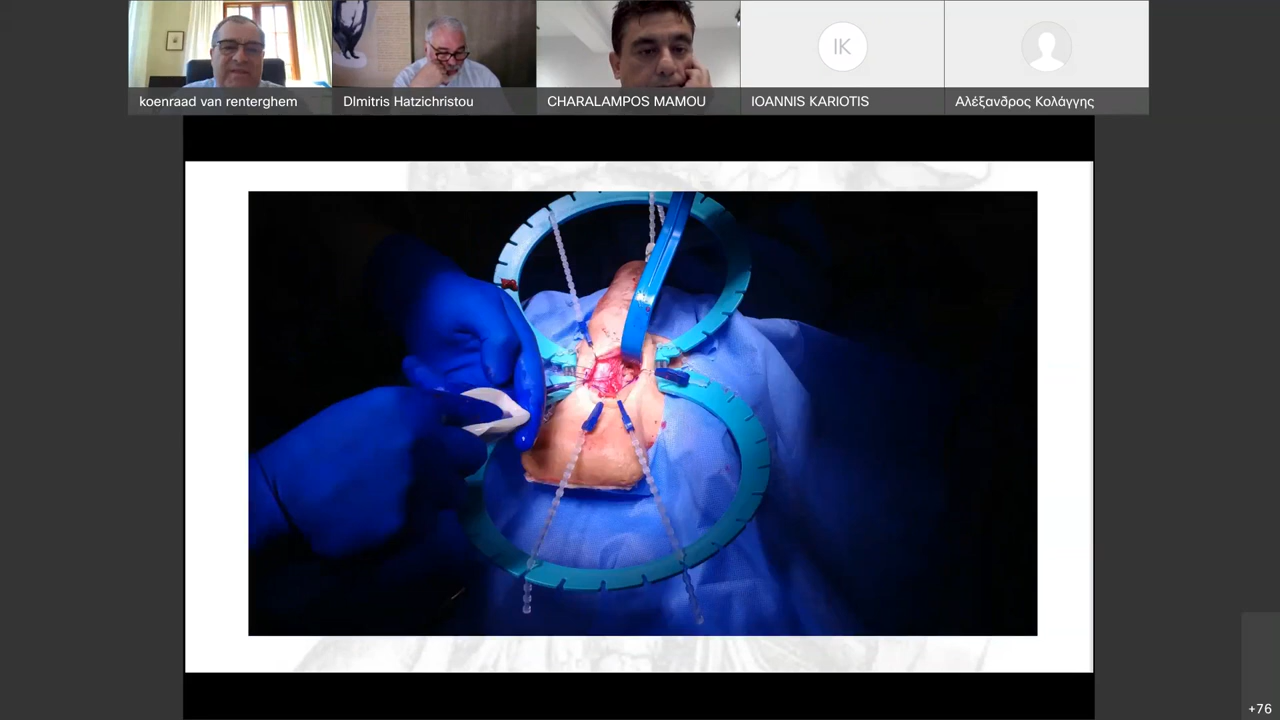 koenraad van renterghem
DImitris Hatzichristou
CHARALAMPOS MAMOU
IOANNIS KARIOTIS
Αλέξανδρος Κολάγγης
IK
+76